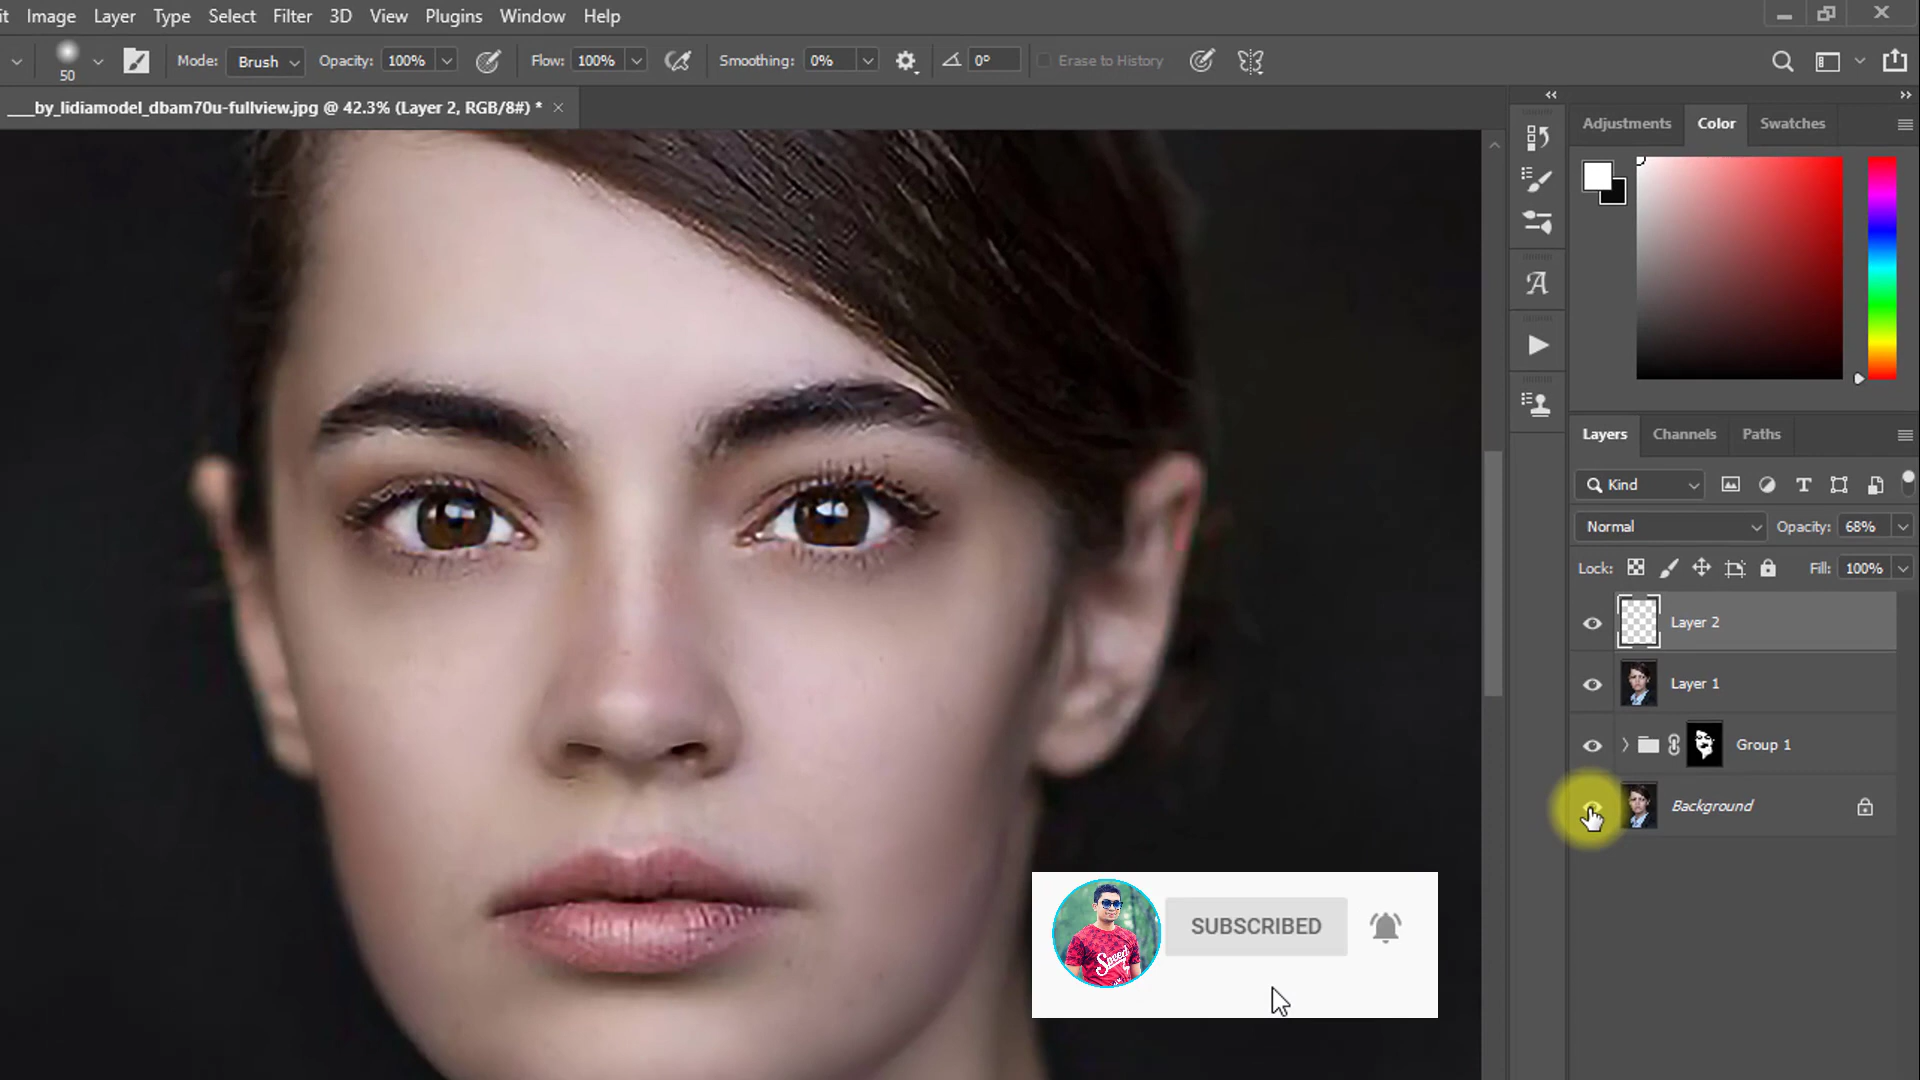 it Image Layer Type Select Filter 3D View Plugins Window Help
50 Mode: Brush Opacity: 100% Flow: 100% Smoothing: 0% 0° Erase to History
___by_lidiamodel_dbam70u-fullview.jpg @ 42.3% (Layer 2, RGB/8#) *
Adjustments Color Swatches
Layers Channels Paths
Kind
Normal Opacity: 68%
Lock: Fill: 100%
Layer 2
Layer 1
Group 1
Background
Speed
SUBSCRIBED